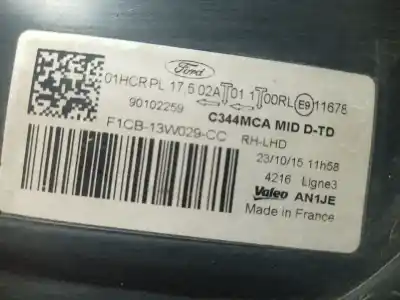 Ford
01HCR PL 17,5 02A 01 1 00RL E9 11678
90102259
C344MCA MID D-TD
F1CB-13W029-CC RH-LHD
23/10/15 11h58
4216 Ligne3
Valeo AN1JE
Made in France